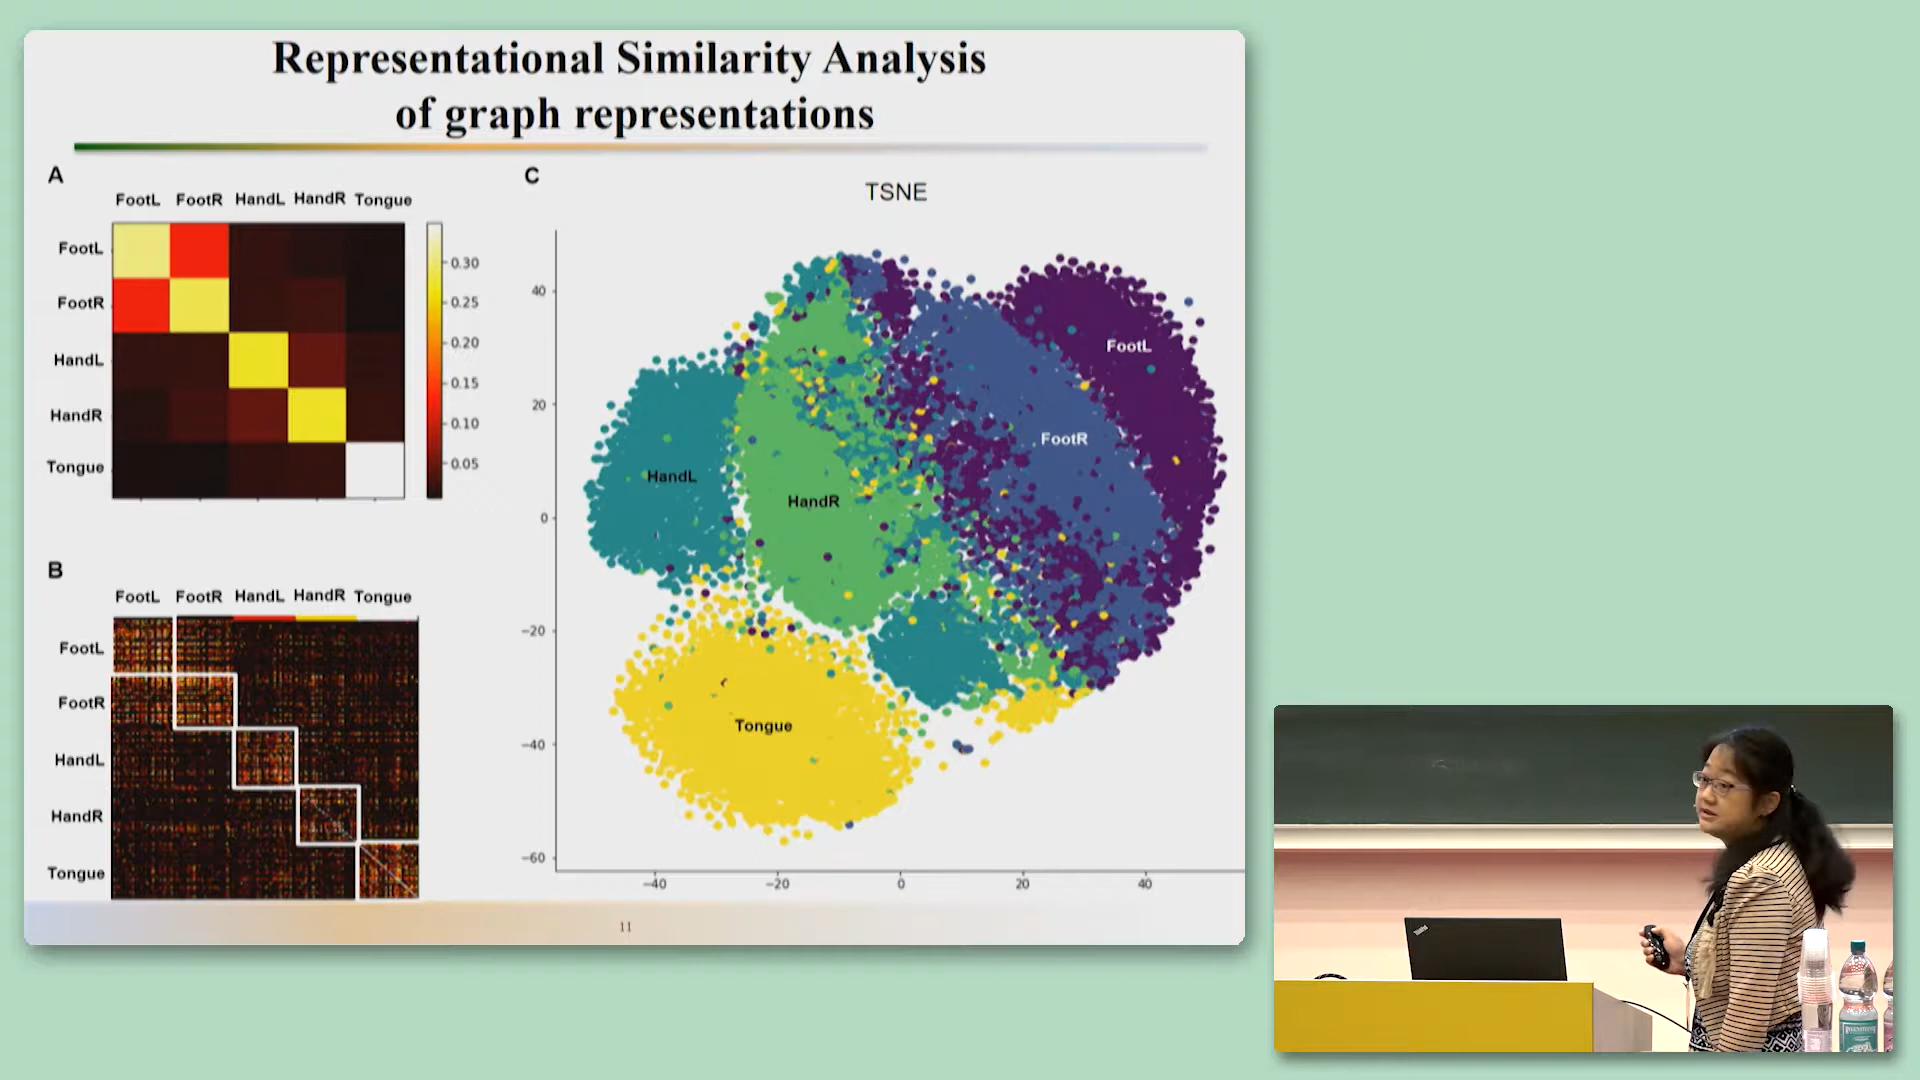 Representational Similarity Analysis
of graph representations
A
FootL FootR HandL HandR Tongue
FootL
FootR
HandL
HandR
Tongue
0.30
0.25
0.20
0.15
0.10
0.05
B
FootL FootR HandL HandR Tongue
FootL
FootR
HandL
HandR
Tongue
C
TSNE
40
20
0
−20
−40
−60
−40 −20 0 20 40
FootL
FootR
HandL
HandR
Tongue
11
ThinkPad